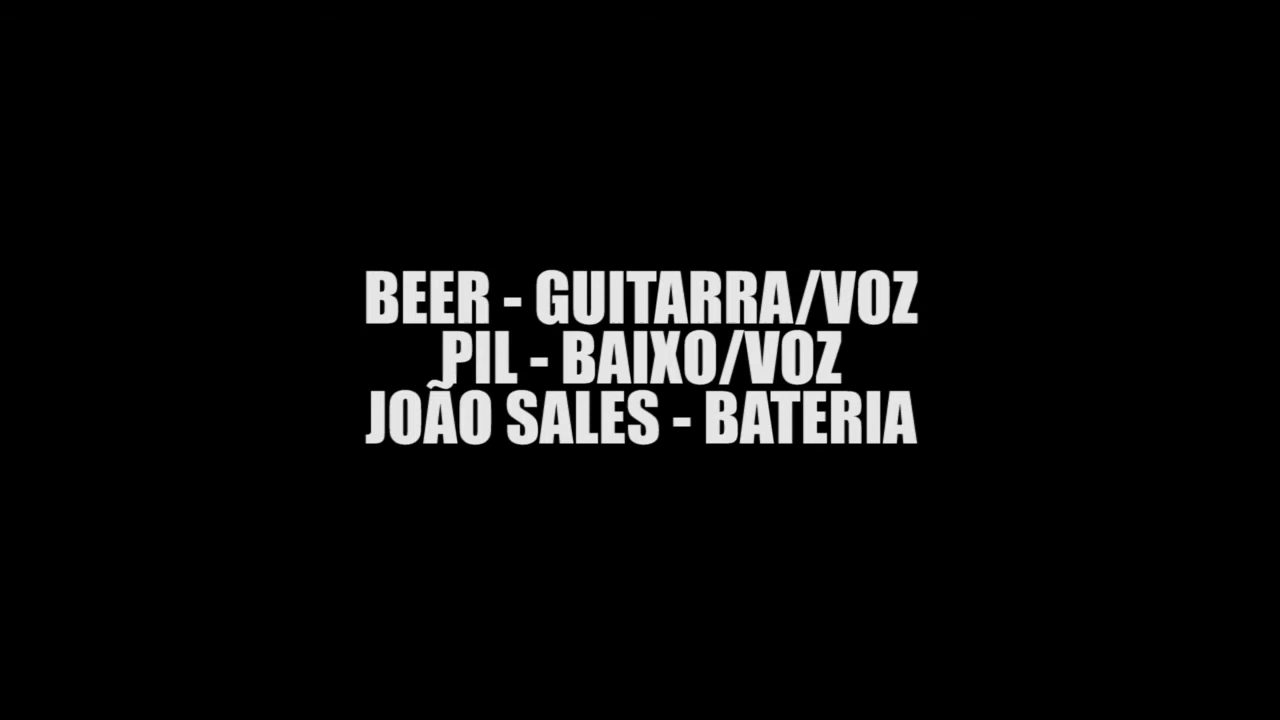 BEER - GUITARRA/VOZ
PIL - BAIXO/VOZ
JOÃO SALES - BATERIA